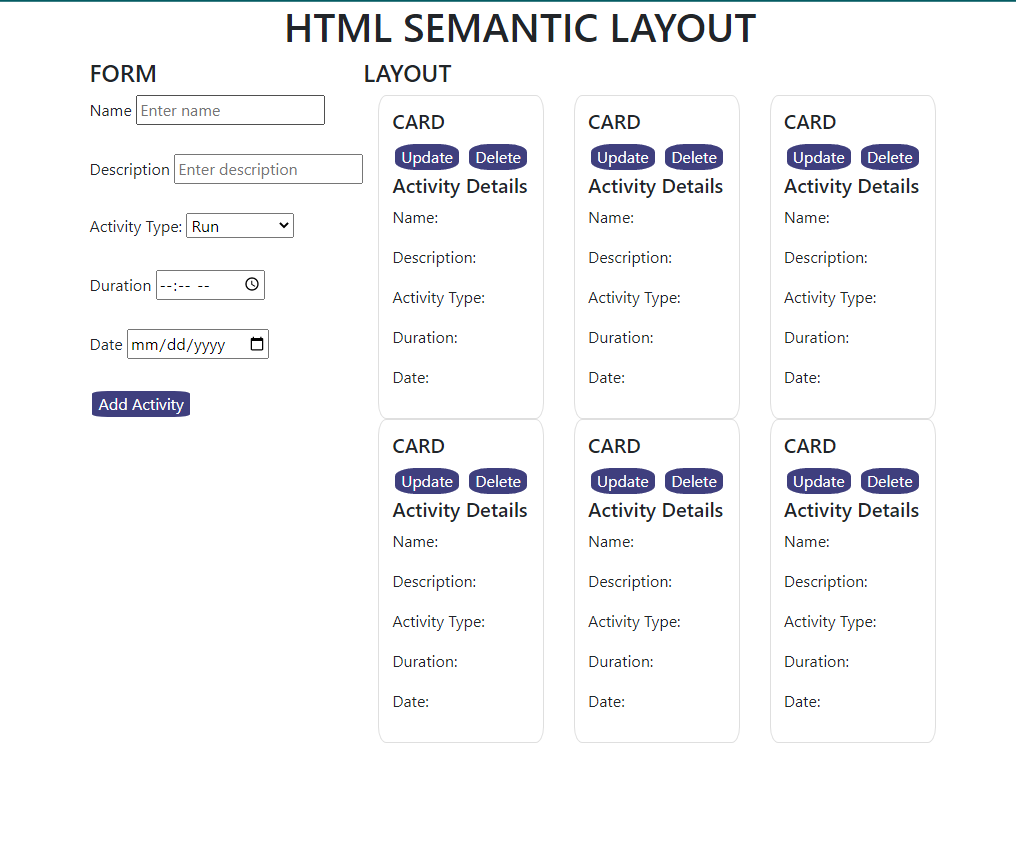 HTML SEMANTIC LAYOUT
FORM
Name Enter name
Description Enter description
Activity Type: Run
Duration --:-- --
Date mm/dd/yyyy
Add Activity
LAYOUT
CARD
Update Delete
Activity Details
Name:
Description:
Activity Type:
Duration:
Date:
CARD
Update Delete
Activity Details
Name:
Description:
Activity Type:
Duration:
Date:
CARD
Update Delete
Activity Details
Name:
Description:
Activity Type:
Duration:
Date:
CARD
Update Delete
Activity Details
Name:
Description:
Activity Type:
Duration:
Date:
CARD
Update Delete
Activity Details
Name:
Description:
Activity Type:
Duration:
Date:
CARD
Update Delete
Activity Details
Name:
Description:
Activity Type:
Duration:
Date: